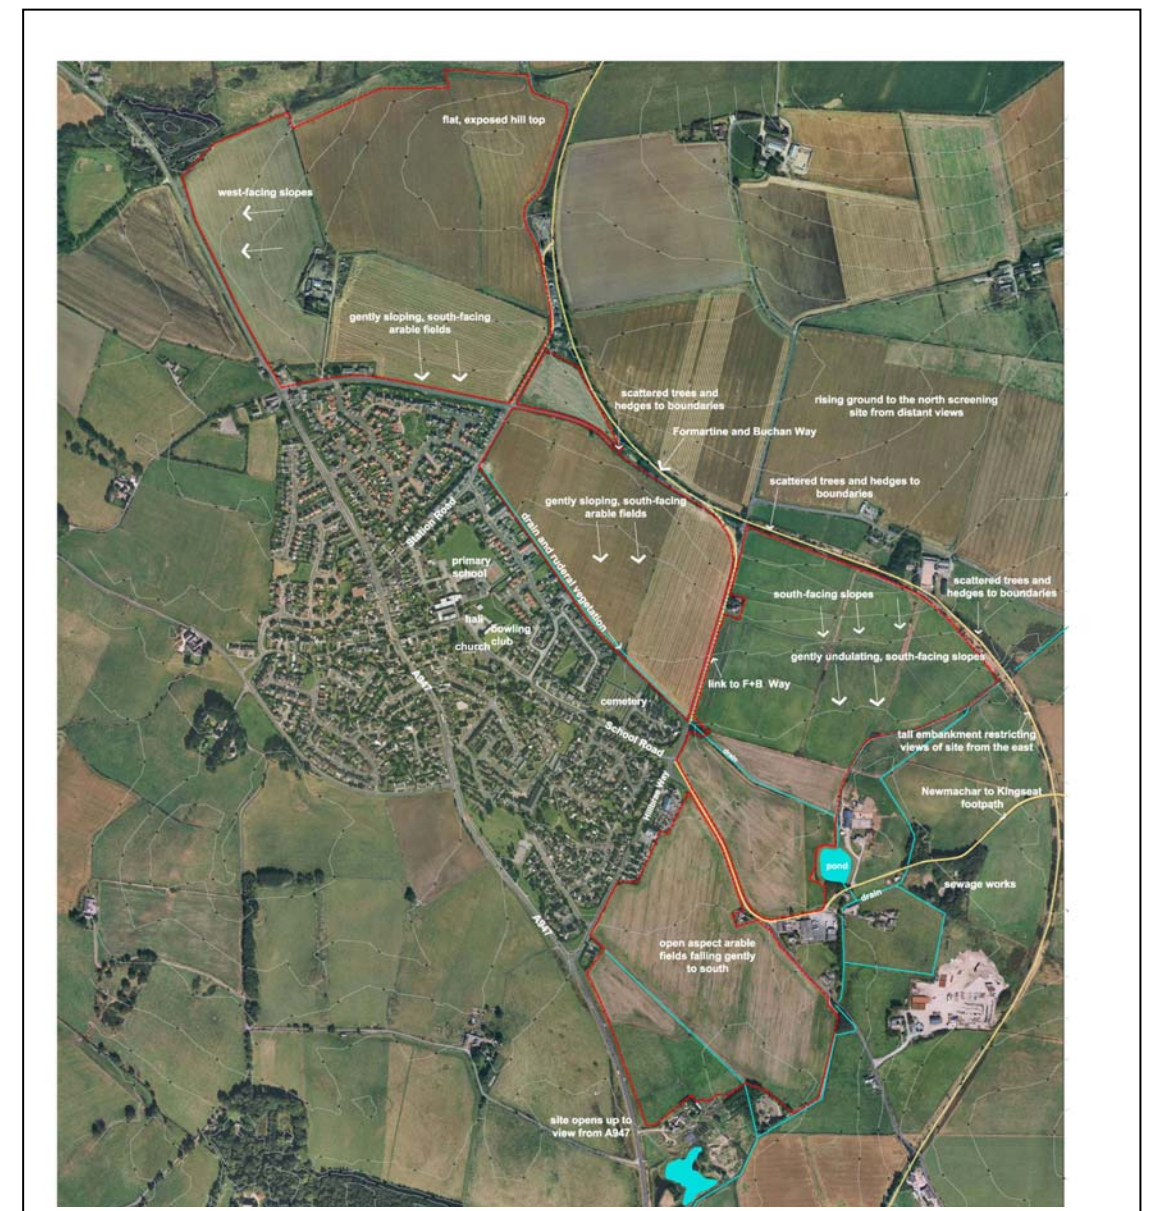 flat, exposed hill top
west-facing slopes
gently sloping, south-facing
arable fields
scattered trees and
hedges to boundaries
rising ground to the north screening
site from distant views
Formartine and Buchan Way
scattered trees and hedges to
boundaries
gently sloping, south-facing
arable fields
Station Road
drain and ruderal vegetation
primary
school
hall
bowling
club
church
south-facing slopes
scattered trees and
hedges to boundaries
gently undulating, south-facing slopes
link to F+B Way
A947
cemetery
School Road
tall embankment restricting
views of site from the east
drain
Hillbrae Way
Newmachar to Kingseat
footpath
pond
sewage works
drain
A947
open aspect arable
fields falling gently
to south
site opens up to
view from A947